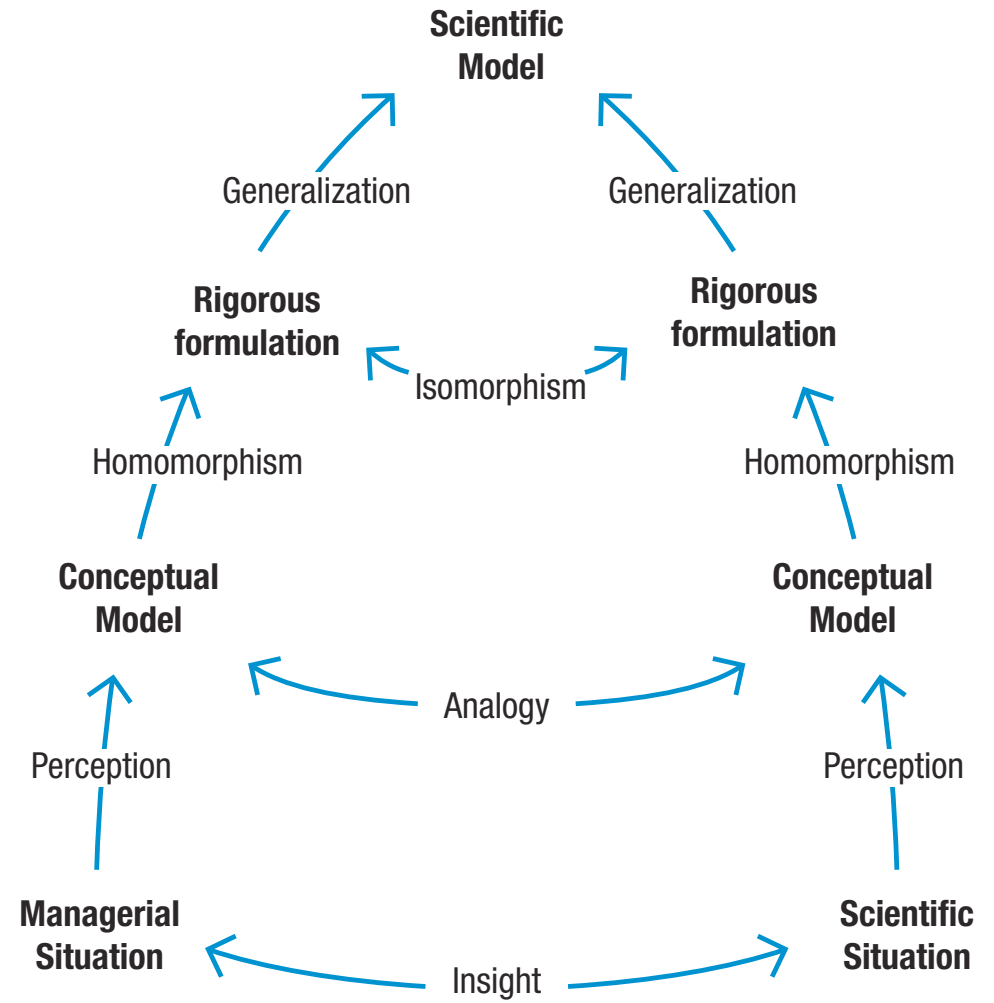 Scientific
Model
Generalization
Generalization
Rigorous
formulation
Rigorous
formulation
Isomorphism
Homomorphism
Homomorphism
Conceptual
Model
Conceptual
Model
Analogy
Perception
Perception
Managerial
Situation
Scientific
Situation
Insight